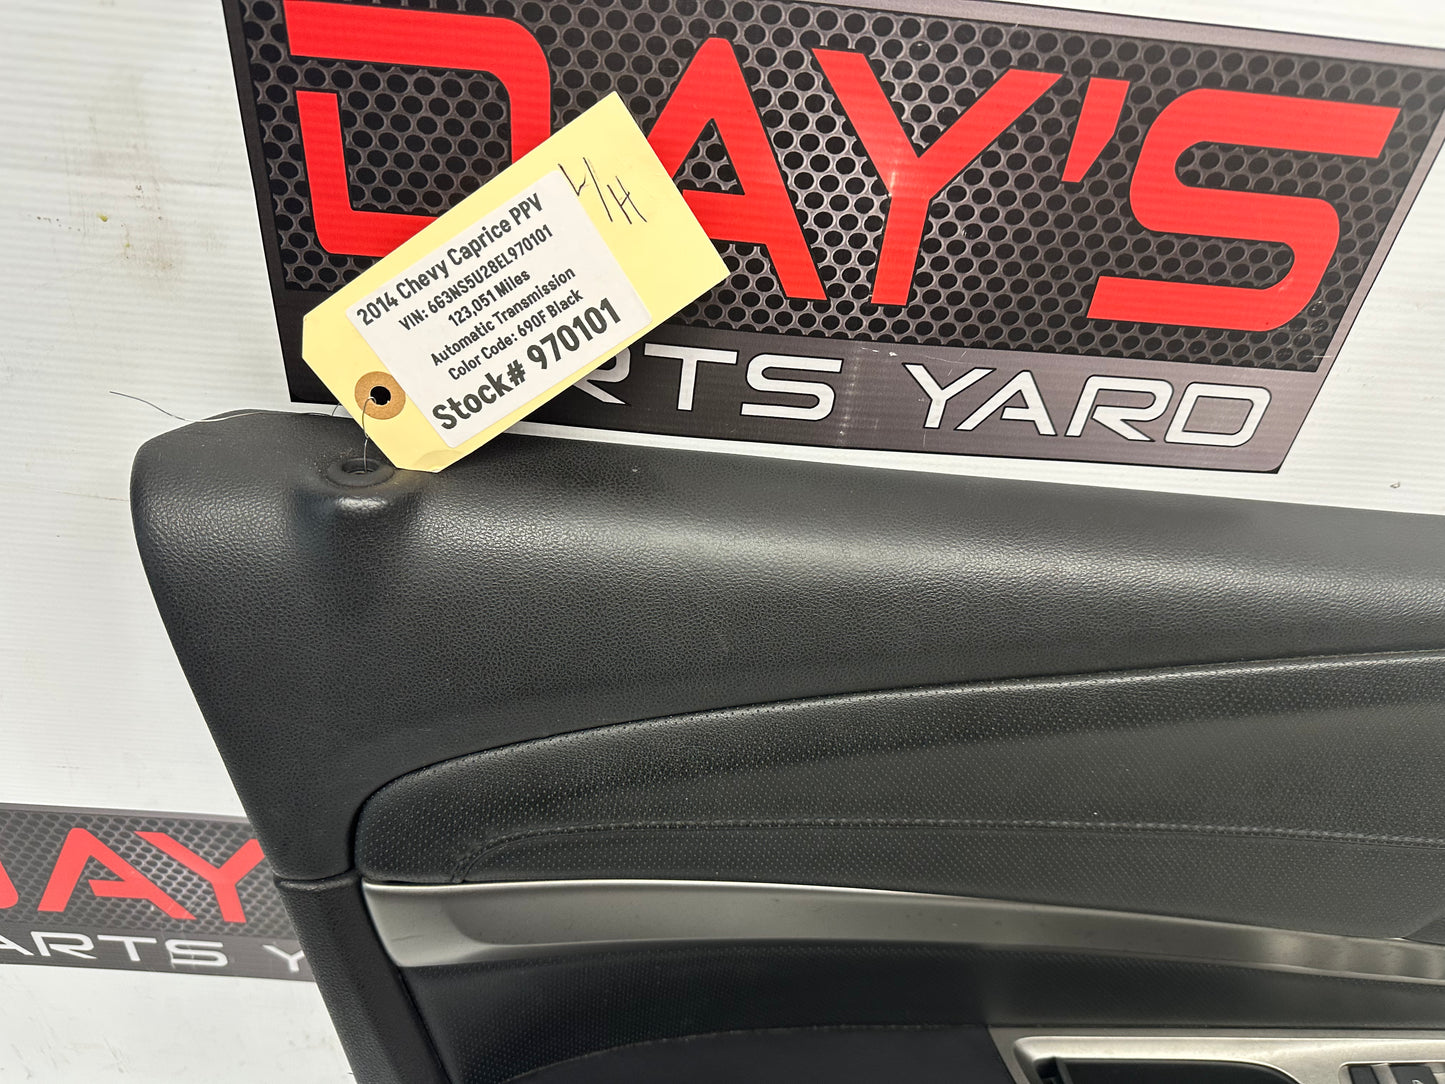 DAY'S
PARTS YARD
L/H
2014 Chevy Caprice PPV
VIN: 6G3NS5U28EL970101
123,051 Miles
Automatic Transmission
Color Code: 690F Black
Stock# 970101
DAY
ARTS Y